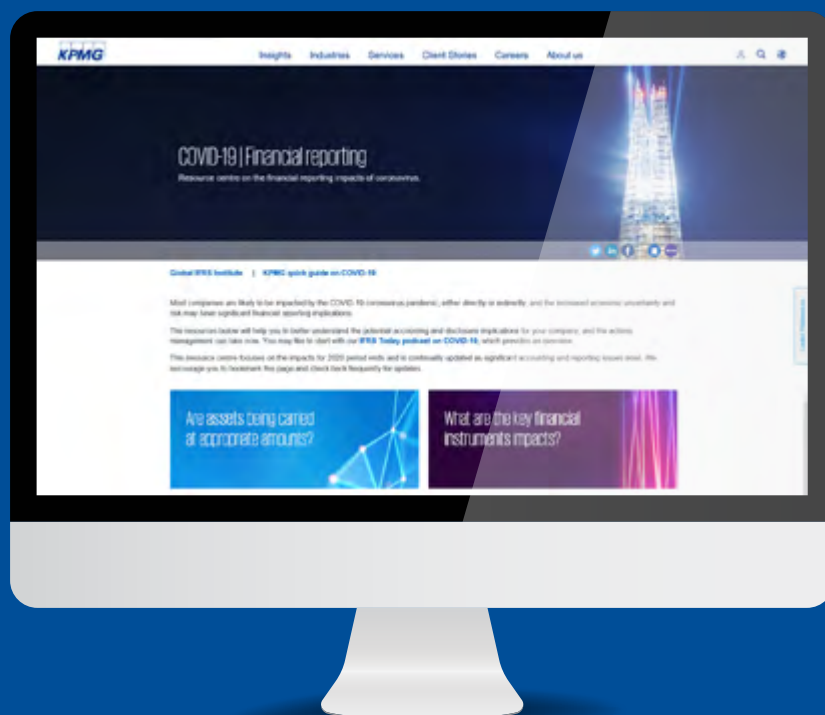 KPMG
Insights Industries Services Client Stories Careers About us
COVID-19 | Financial reporting
Resource centre on the financial reporting impacts of coronavirus.
Global IFRS Institute | KPMG quick guide on COVID-19
Most companies are likely to be impacted by the COVID-19 coronavirus pandemic, either directly or indirectly, and the increased economic uncertainty and
risk may have significant financial reporting implications.
The resources below will help you to better understand the potential accounting and disclosure implications for your company, and the actions
management can take now. You may like to start with our IFRS Today podcast on COVID-19, which provides an overview.
This resource centre focuses on the impacts for 2020 period ends and is continually updated as significant accounting and reporting issues arise. We
encourage you to bookmark this page and check back frequently for updates.
Are assets being carried
at appropriate amounts?
What are the key financial
instruments impacts?